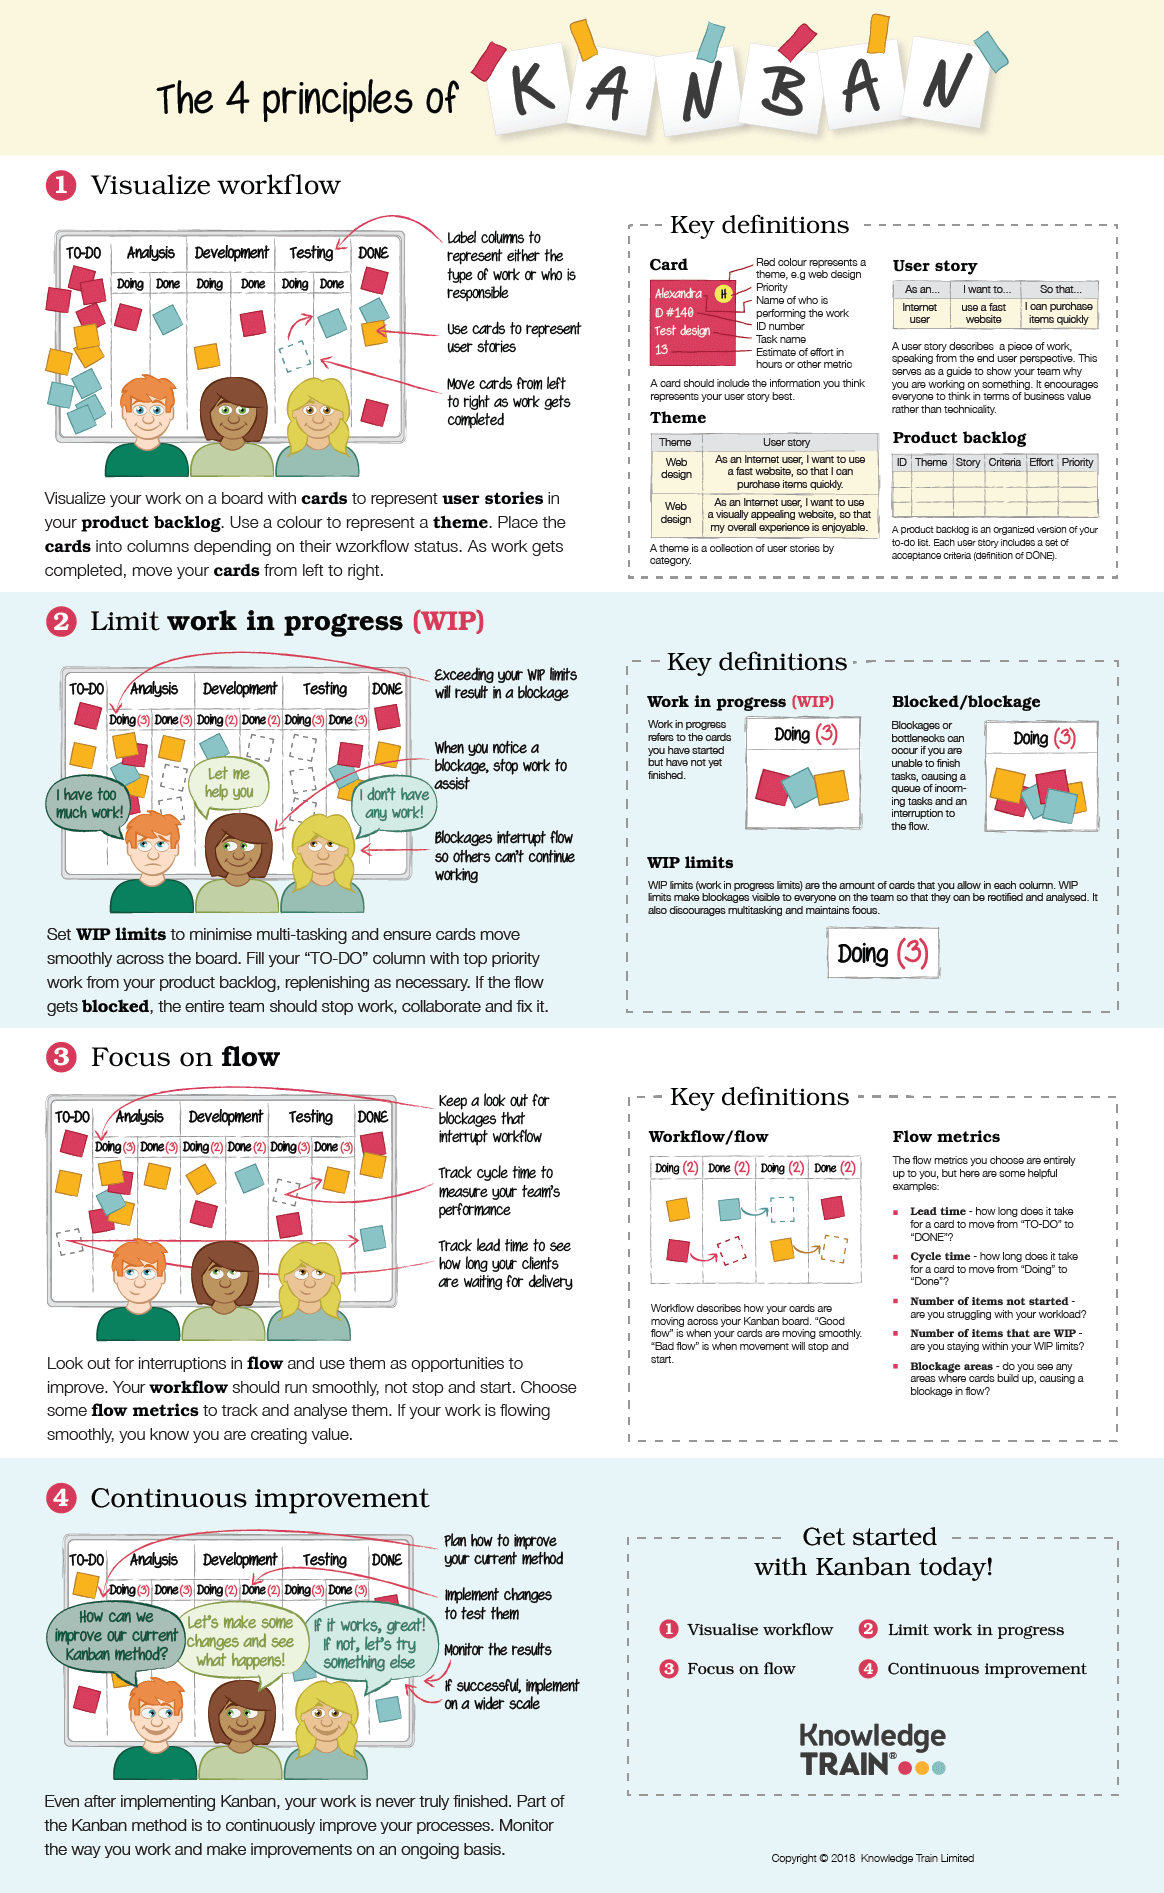 The 4 principles of KANBAN
1 Visualize workflow
TO-DO Analysis Development Testing DONE
Doing Done Doing Done Doing Done
Label columns to
represent either the
type of work or who is
responsible
Use cards to represent
user stories
Move cards from left
to right as work gets
completed
Visualize your work on a board with cards to represent user stories in
your product backlog. Use a colour to represent a theme. Place the
cards into columns depending on their wzorkflow status. As work gets
completed, move your cards from left to right.
Key definitions
Card
Alexandra H
ID #140
Test design
13
Red colour represents a
theme, e.g web design
Priority
Name of who is
performing the work
ID number
Task name
Estimate of effort in
hours or other metric
A card should include the information you think
represents your user story best.
Theme
Theme User story
Web
design
As an Internet user, I want to use
a fast website, so that I can
purchase items quickly.
Web
design
As an Internet user, I want to use
a visually appealing website, so that
my overall experience is enjoyable.
A theme is a collection of user stories by
category.
User story
As an... I want to... So that...
Internet
user
use a fast
website
I can purchase
items quickly
A user story describes a piece of work,
speaking from the end user perspective. This
serves as a guide to show your team why
you are working on something. It encourages
everyone to think in terms of business value
rather than technicality.
Product backlog
ID Theme Story Criteria Effort Priority
A product backlog is an organized version of your
to-do list. Each user story includes a set of
acceptance criteria (definition of DONE).
2 Limit work in progress (WIP)
TO-DO Analysis Development Testing DONE
Doing (3) Done (3) Doing (2) Done (2) Doing (3) Done (3)
I have too
much work!
Let me
help you
I don't have
any work!
Exceeding your WIP limits
will result in a blockage
When you notice a
blockage, stop work to
assist
Blockages interrupt flow
so others can't continue
working
Set WIP limits to minimise multi-tasking and ensure cards move
smoothly across the board. Fill your “TO-DO” column with top priority
work from your product backlog, replenishing as necessary. If the flow
gets blocked, the entire team should stop work, collaborate and fix it.
Key definitions
Work in progress (WIP)
Work in progress
refers to the cards
you have started
but have not yet
finished.
Doing (3)
Blocked/blockage
Blockages or
bottlenecks can
occur if you are
unable to finish
tasks, causing a
queue of incom-
ing tasks and an
interruption to
the flow.
Doing (3)
WIP limits
WIP limits (work in progress limits) are the amount of cards that you allow in each column. WIP
limits make blockages visible to everyone on the team so that they can be rectified and analysed. It
also discourages multitasking and maintains focus.
Doing (3)
3 Focus on flow
TO-DO Analysis Development Testing DONE
Doing (3) Done (3) Doing (2) Done (2) Doing (3) Done (3)
Keep a look out for
blockages that
interrupt workflow
Track cycle time to
measure your team's
performance
Track lead time to see
how long your clients
are waiting for delivery
Look out for interruptions in flow and use them as opportunities to
improve. Your workflow should run smoothly, not stop and start. Choose
some flow metrics to track and analyse them. If your work is flowing
smoothly, you know you are creating value.
Key definitions
Workflow/flow
Doing (2) Done (2) Doing (2) Done (2)
Workflow describes how your cards are
moving across your Kanban board. “Good
flow” is when your cards are moving smoothly.
“Bad flow” is when movement will stop and
start.
Flow metrics
The flow metrics you choose are entirely
up to you, but here are some helpful
examples:
Lead time - how long does it take
for a card to move from “TO-DO” to
“DONE”?
Cycle time - how long does it take
for a card to move from “Doing” to
“Done”?
Number of items not started -
are you struggling with your workload?
Number of items that are WIP -
are you staying within your WIP limits?
Blockage areas - do you see any
areas where cards build up, causing a
blockage in flow?
4 Continuous improvement
TO-DO Analysis Development Testing DONE
Doing (3) Done (3) Doing (2) Done (2) Doing (3) Done (3)
How can we
improve our current
Kanban method?
Let's make some
changes and see
what happens!
If it works, great!
If not, let's try
something else
Plan how to improve
your current method
Implement changes
to test them
Monitor the results
If successful, implement
on a wider scale
Even after implementing Kanban, your work is never truly finished. Part of
the Kanban method is to continuously improve your processes. Monitor
the way you work and make improvements on an ongoing basis.
Get started
with Kanban today!
1 Visualise workflow 2 Limit work in progress
3 Focus on flow 4 Continuous improvement
Knowledge
TRAIN®
Copyright © 2018 Knowledge Train Limited